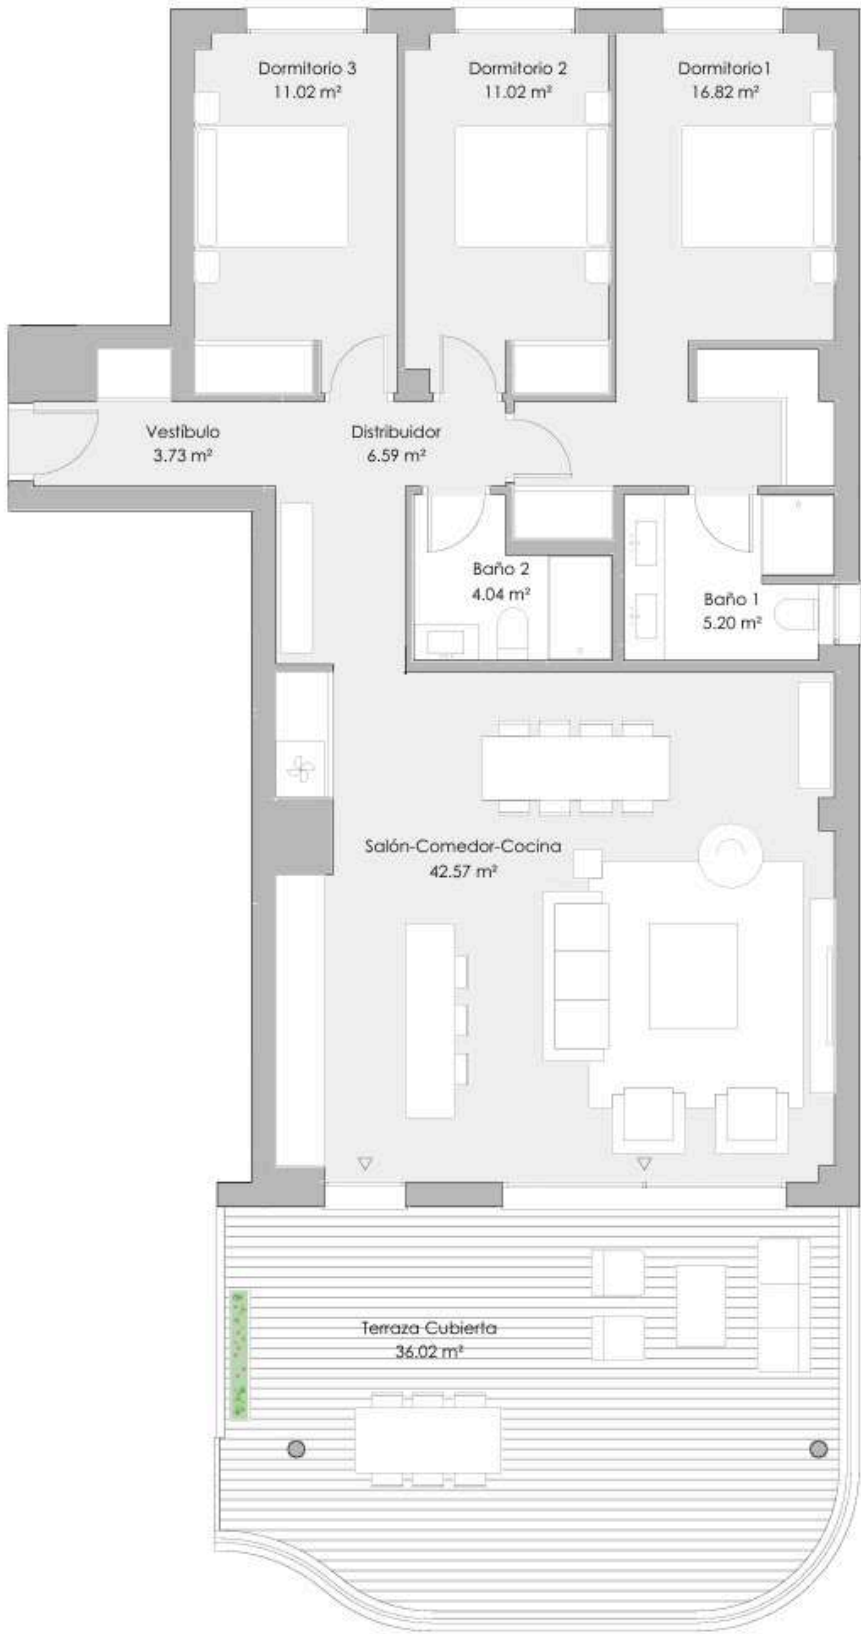 Dormitorio 3
11.02 m²
Dormitorio 2
11.02 m²
Dormitorio1
16.82 m²
Vestíbulo
3.73 m²
Distribuidor
6.59 m²
Baño 2
4.04 m²
Baño 1
5.20 m²
Salón-Comedor-Cocina
42.57 m²
Terraza Cubierta
36.02 m²